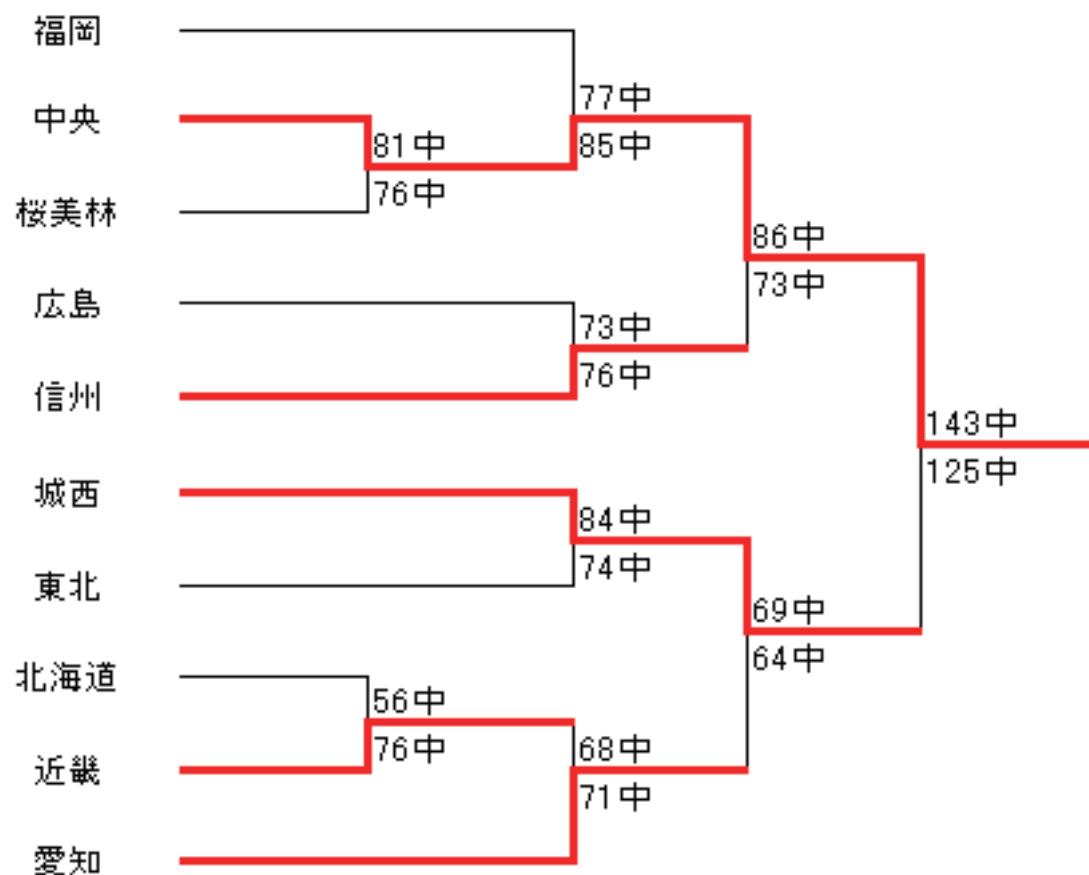 福岡
中央
桜美林
広島
信州
城西
東北
北海道
近畿
愛知
81中
76中
56中
76中
77中
85中
73中
76中
84中
74中
68中
71中
86中
73中
69中
64中
143中
125中